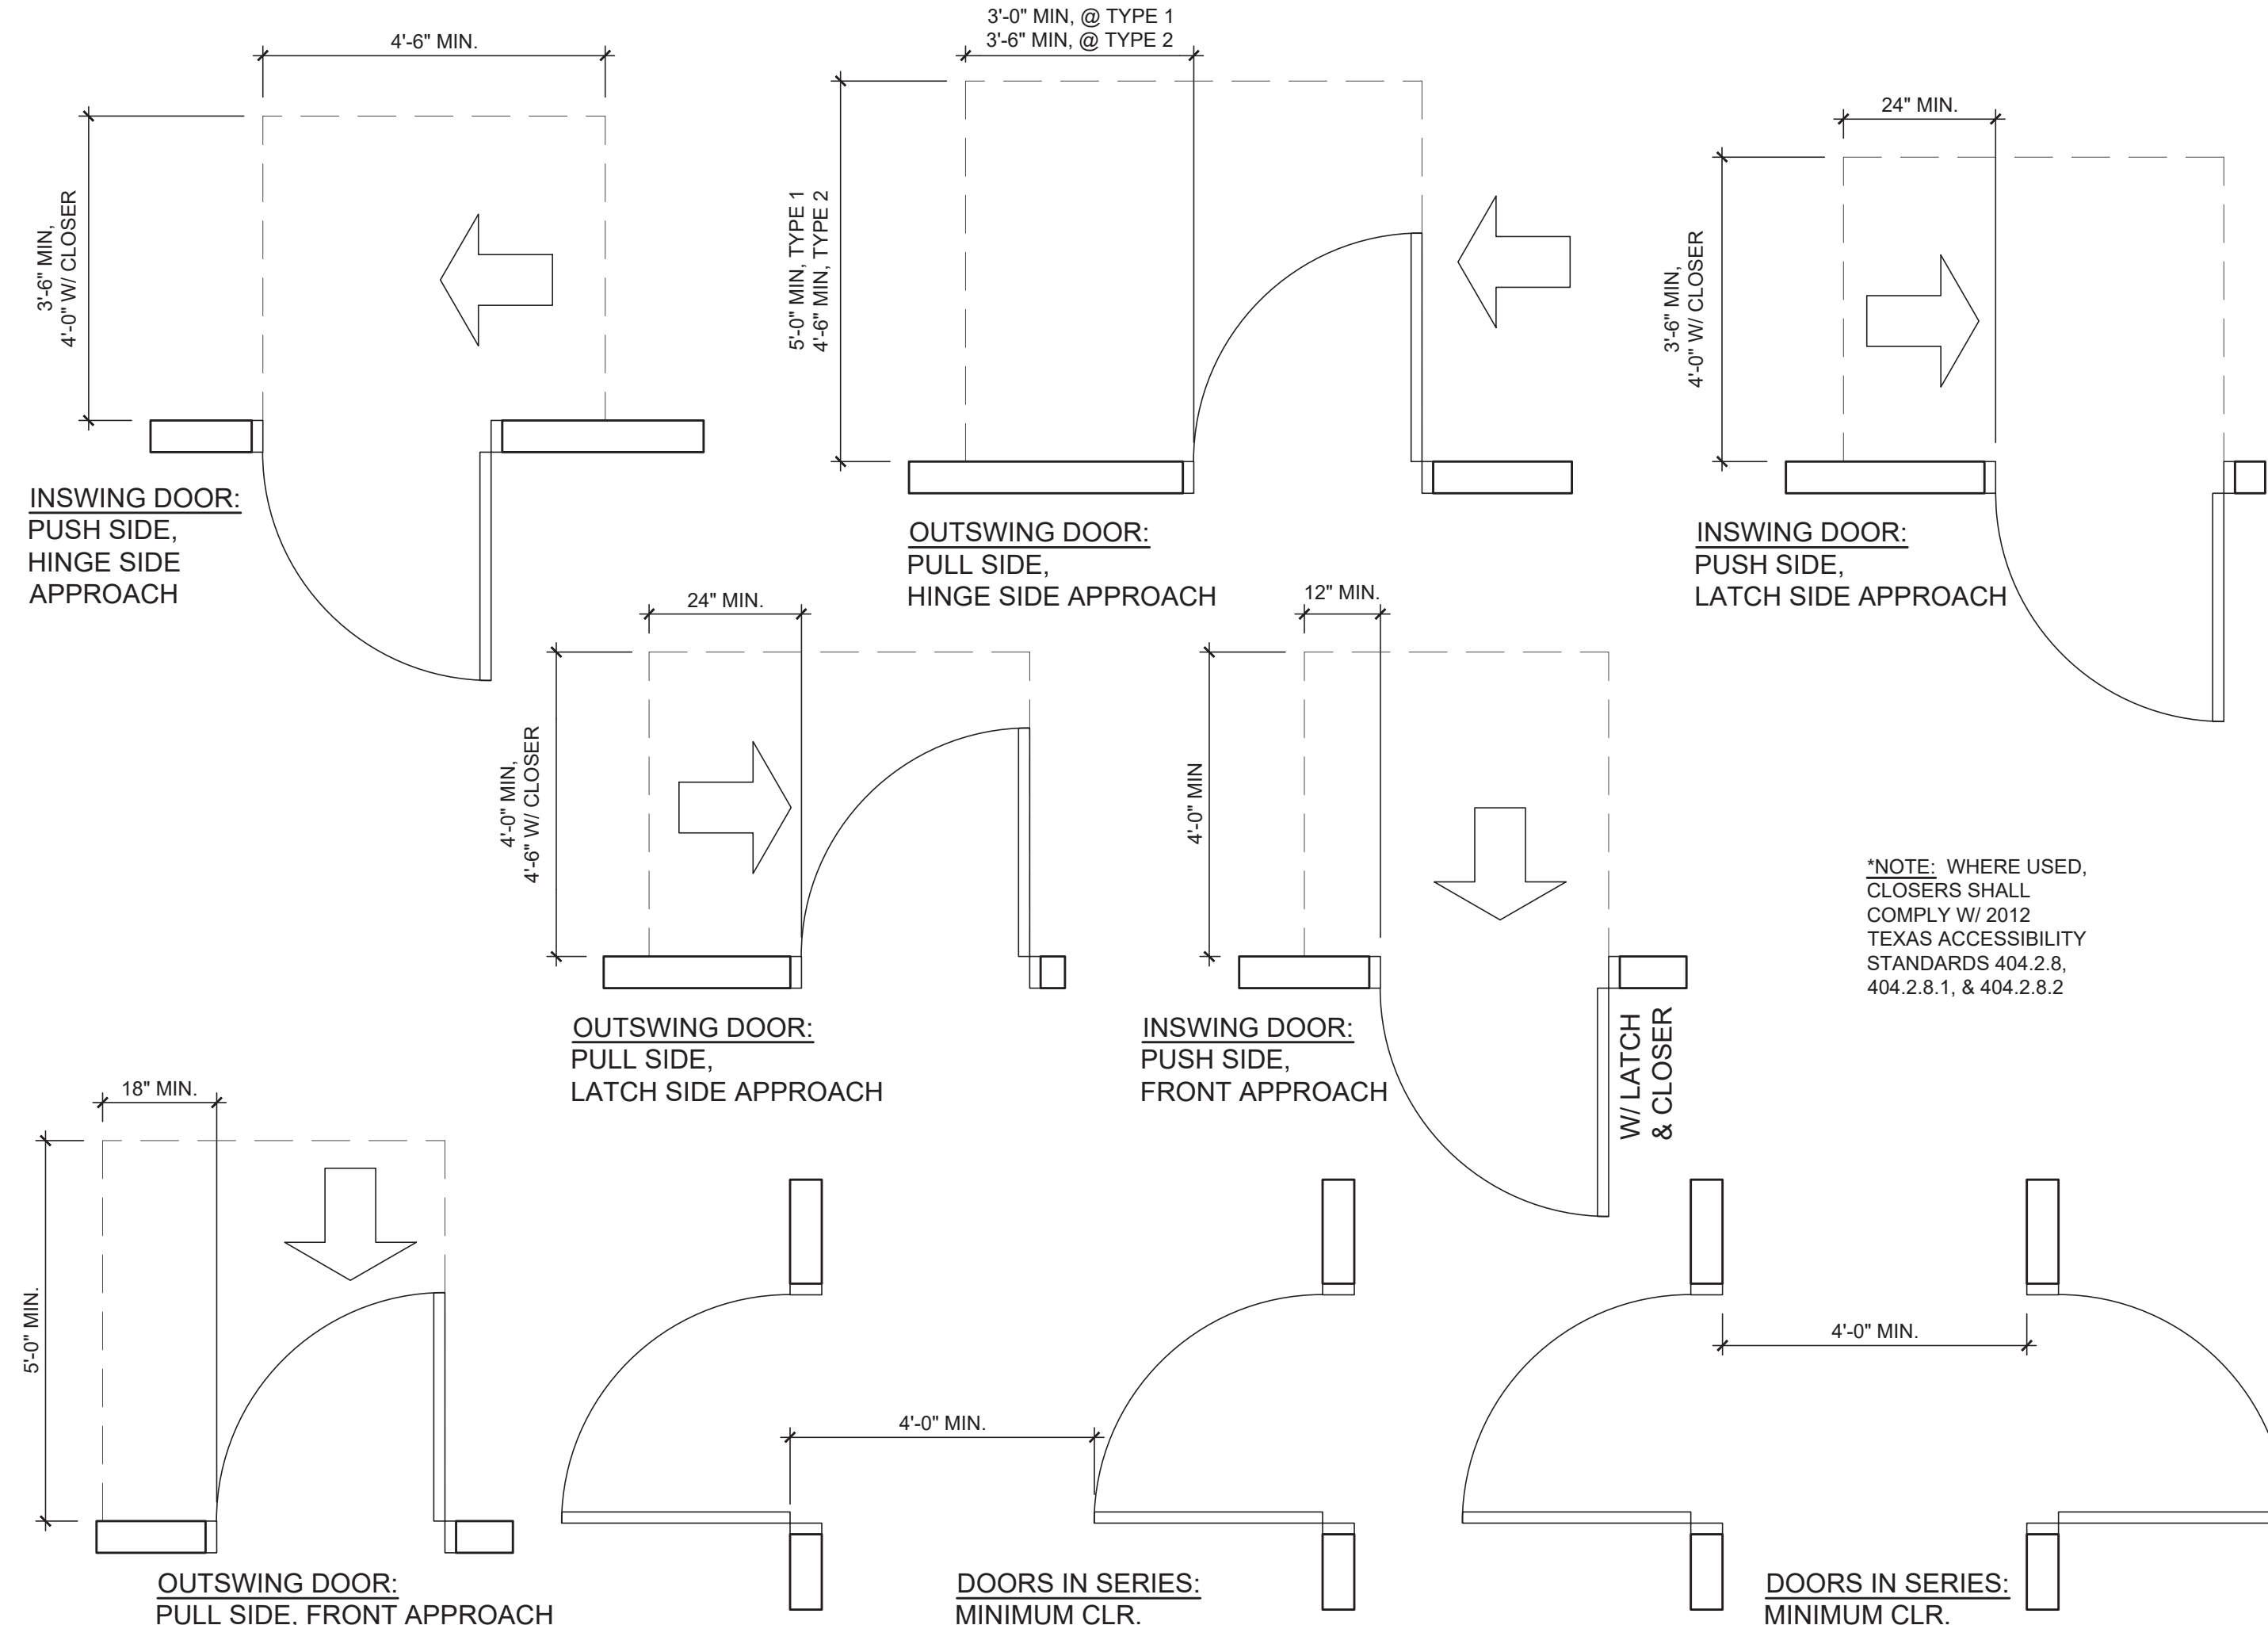 4'-6" MIN.
3'-6" MIN,
4'-0" W/ CLOSER
INSWING DOOR:
PUSH SIDE,
HINGE SIDE
APPROACH
3'-0" MIN, @ TYPE 1
3'-6" MIN, @ TYPE 2
5'-0" MIN, TYPE 1
4'-6" MIN, TYPE 2
OUTSWING DOOR:
PULL SIDE,
HINGE SIDE APPROACH
24" MIN.
3'-6" MIN,
4'-0" W/ CLOSER
INSWING DOOR:
PUSH SIDE,
LATCH SIDE APPROACH
24" MIN.
4'-0" MIN,
4'-6" W/ CLOSER
OUTSWING DOOR:
PULL SIDE,
LATCH SIDE APPROACH
12" MIN.
4'-0" MIN
INSWING DOOR:
PUSH SIDE,
FRONT APPROACH
W/ LATCH
& CLOSER
*NOTE: WHERE USED,
CLOSERS SHALL
COMPLY W/ 2012
TEXAS ACCESSIBILITY
STANDARDS 404.2.8,
404.2.8.1, & 404.2.8.2
18" MIN.
5'-0" MIN.
OUTSWING DOOR:
PULL SIDE, FRONT APPROACH
4'-0" MIN.
DOORS IN SERIES:
MINIMUM CLR.
4'-0" MIN.
DOORS IN SERIES:
MINIMUM CLR.